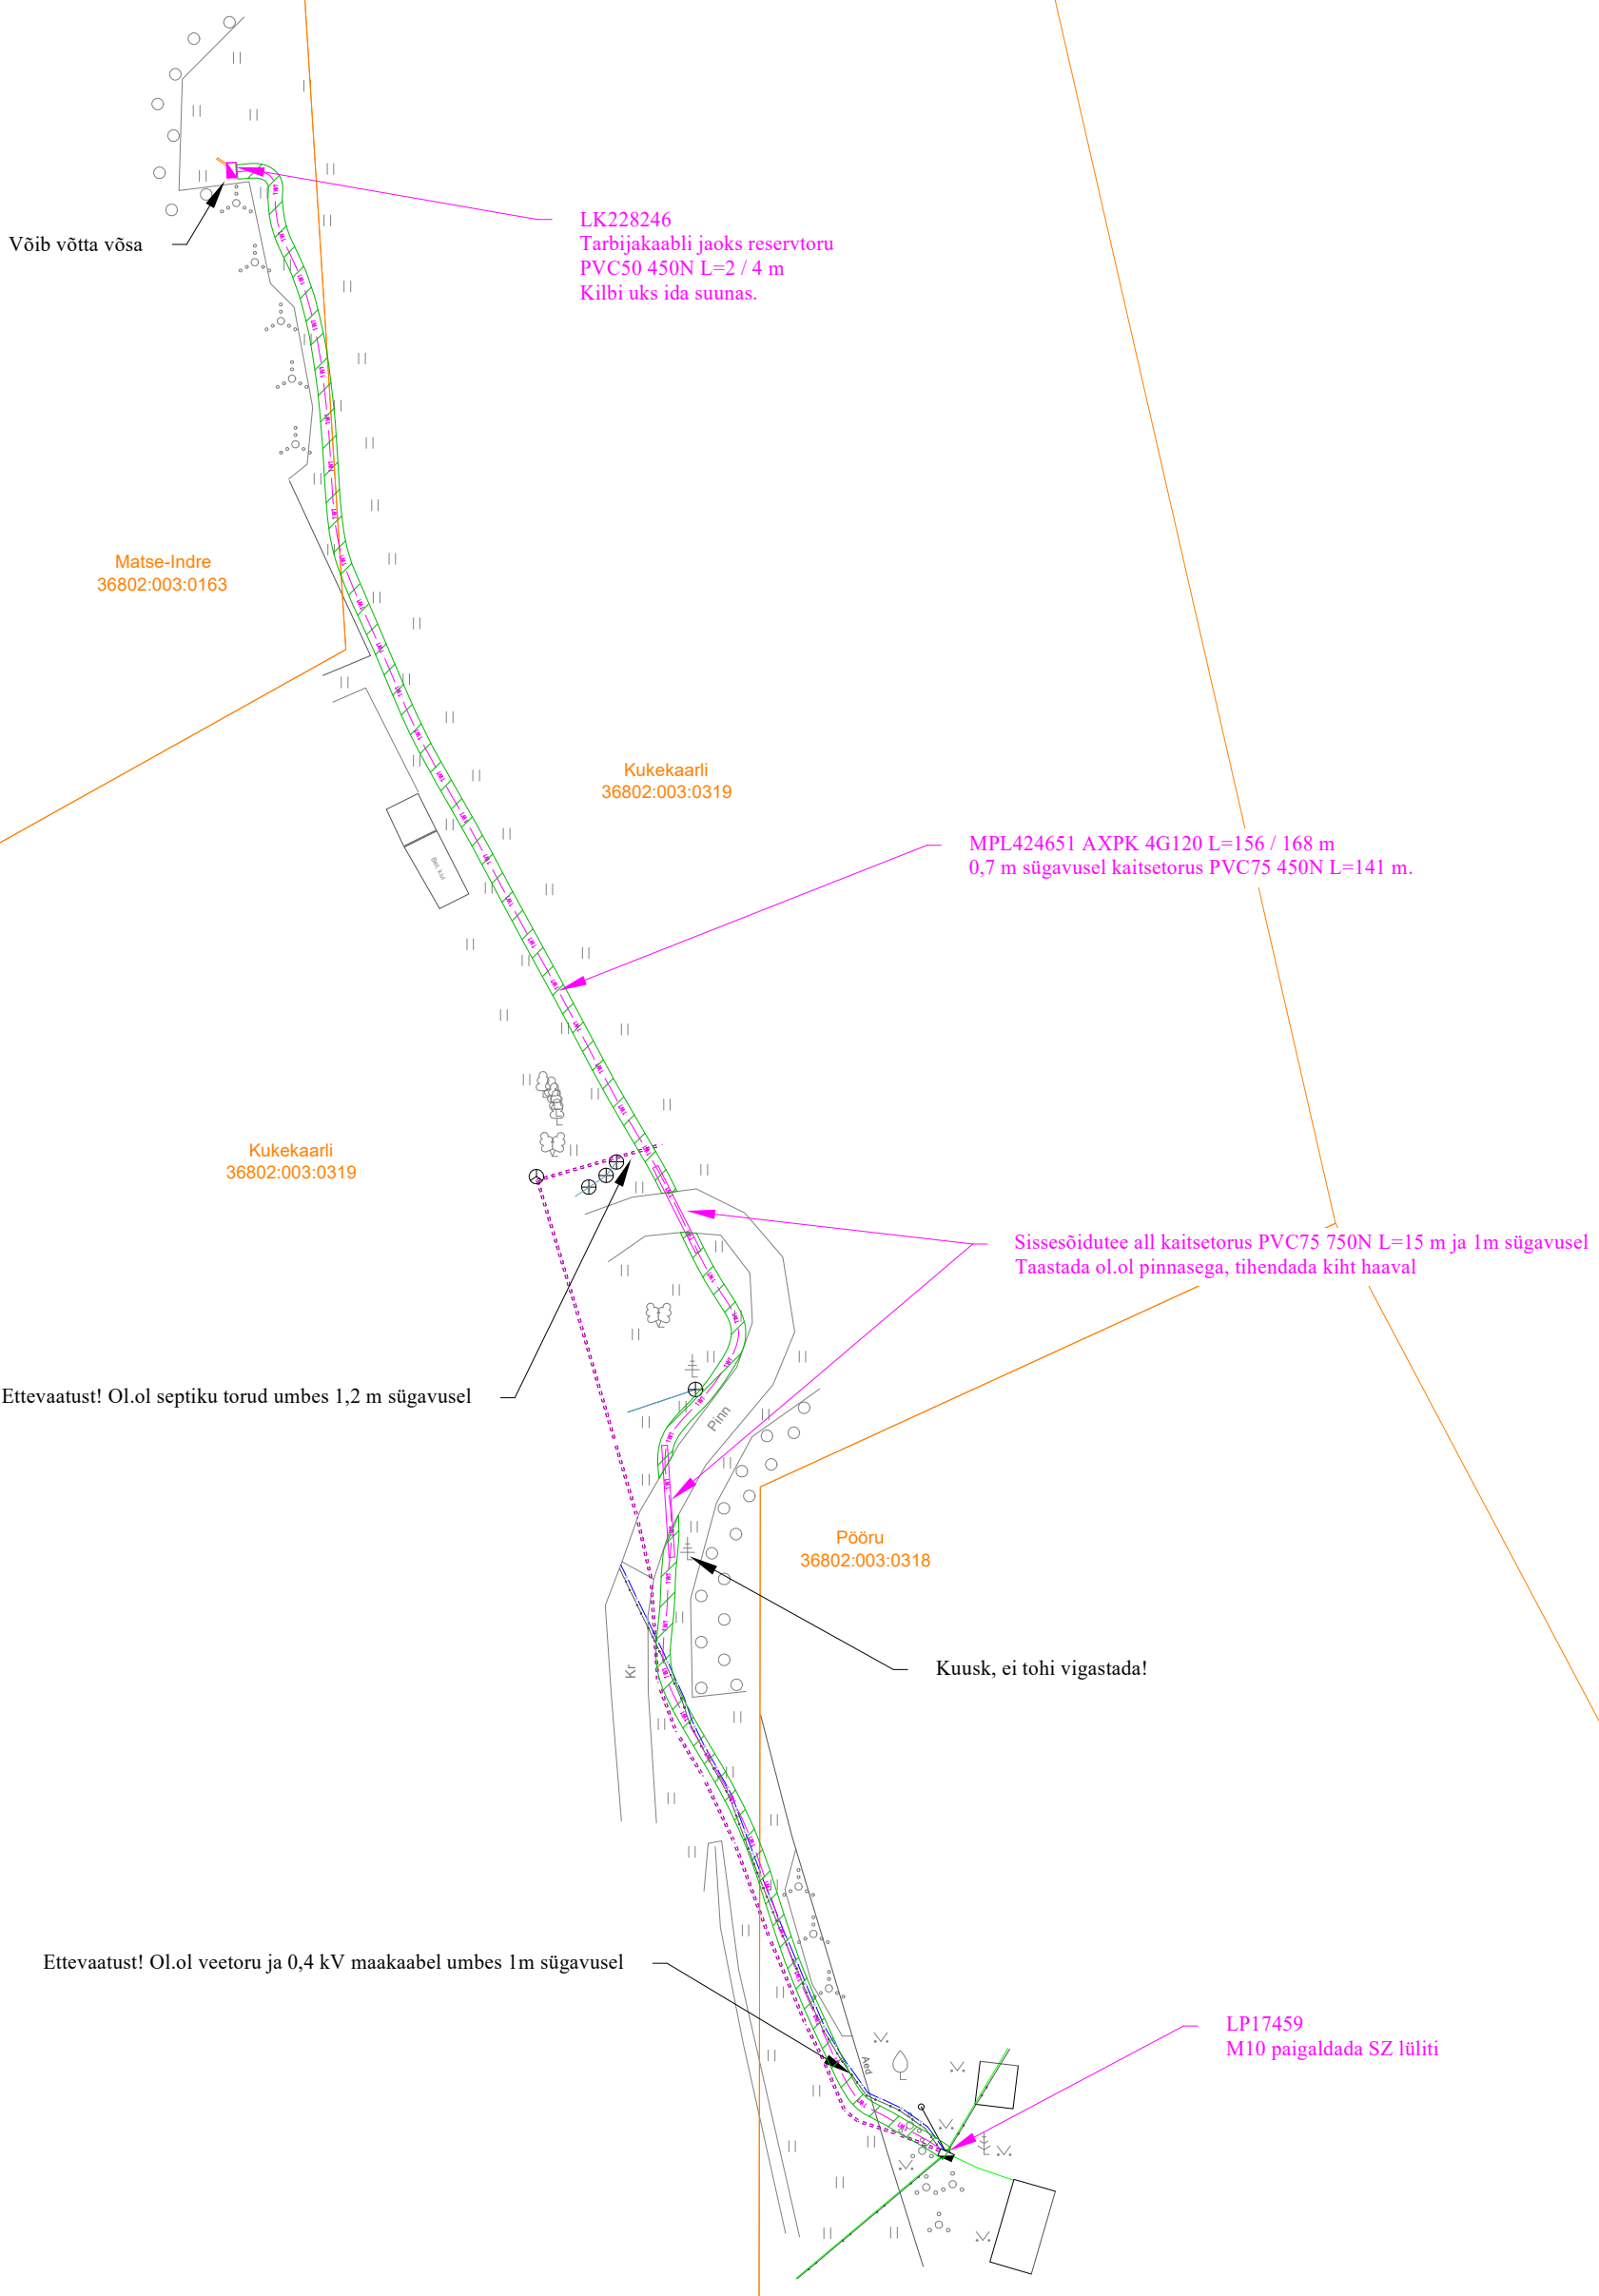 LK228246
Tarbijakaabli jaoks reservtoru
PVC50 450N L=2 / 4 m
Kilbi uks ida suunas.
Võib võtta võsa
Matse-Indre
36802:003:0163
Kukekaarli
36802:003:0319
MPL424651 AXPK 4G120 L=156 / 168 m
0,7 m sügavusel kaitsetorus PVC75 450N L=141 m.
Kukekaarli
36802:003:0319
Sissesõidutee all kaitsetorus PVC75 750N L=15 m ja 1m sügavusel
Taastada ol.ol pinnasega, tihendada kiht haaval
Ettevaatust! Ol.ol septiku torud umbes 1,2 m sügavusel
Pinn
Pööru
36802:003:0318
Kuusk, ei tohi vigastada!
Kr
Ettevaatust! Ol.ol veetoru ja 0,4 kV maakaabel umbes 1m sügavusel
LP17459
M10 paigaldada SZ lüliti
Aed